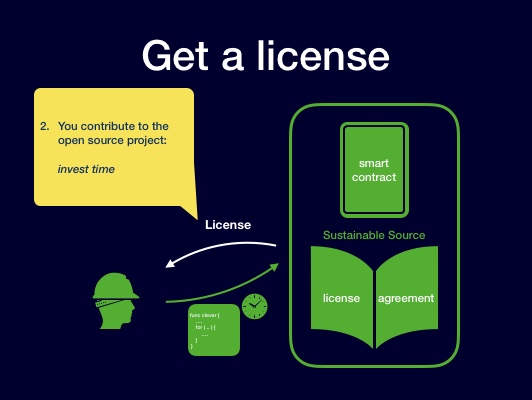 Get a license
2. You contribute to the
open source project:
invest time
smart
contract
License
Sustainable Source
license
agreement
func clever {
....
for ( .. ) {
....
}
}